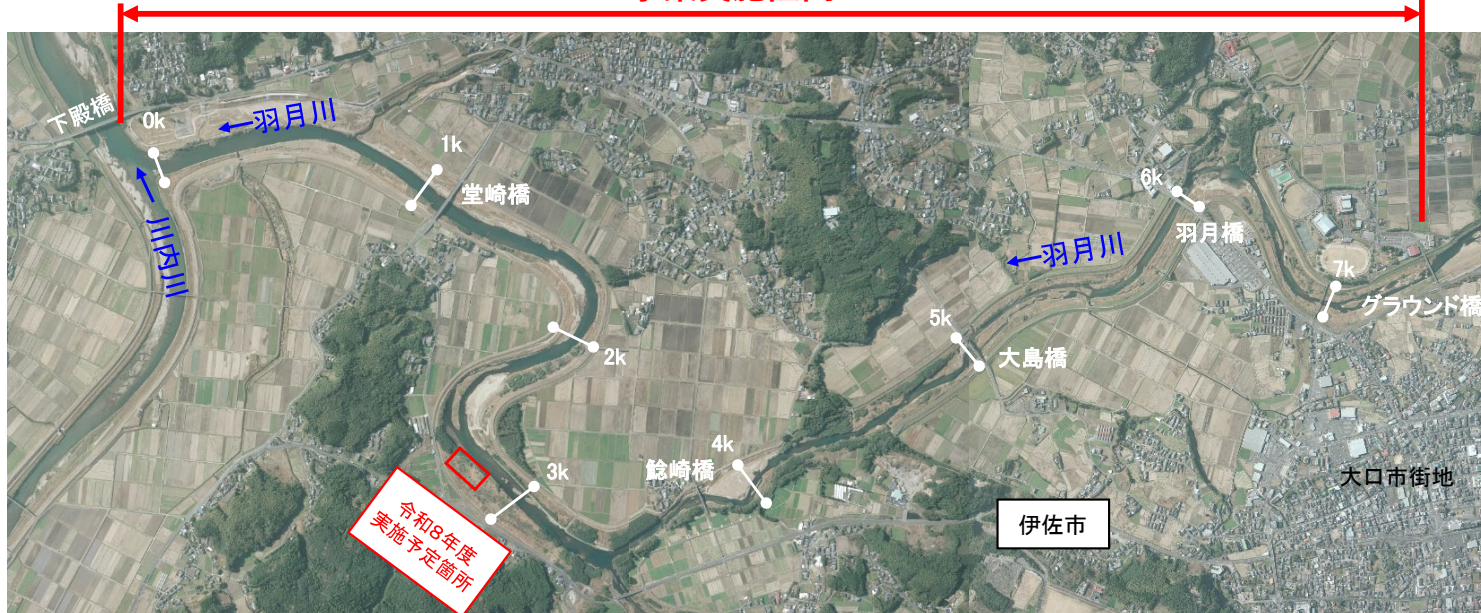 下殿橋
0k
←羽月川
1k
堂崎橋
←川内川
2k
3k
令和8年度
実施予定箇所
4k
鯰崎橋
5k
大島橋
←羽月川
6k
羽月橋
7k
グラウンド橋
伊佐市
大口市街地